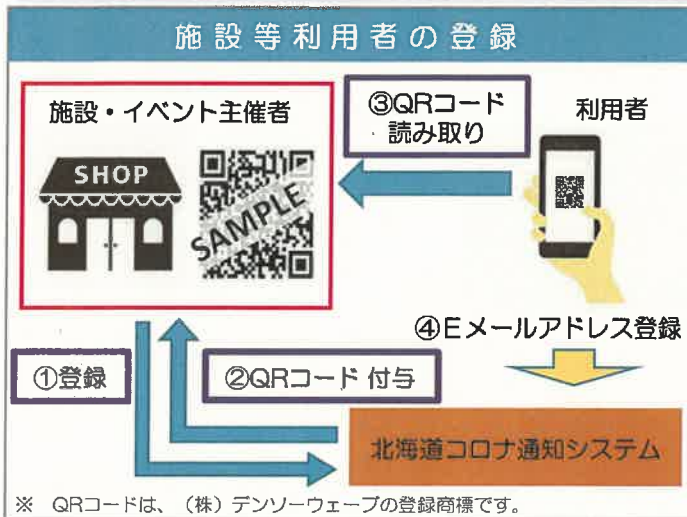 施設等利用者の登録
施設・イベント主催者
SHOP
SAMPLE
③QRコード
読み取り
利用者
④Eメールアドレス登録
①登録
②QRコード 付与
北海道コロナ通知システム
※ QRコードは、（株）デンソーウェーブの登録商標です。